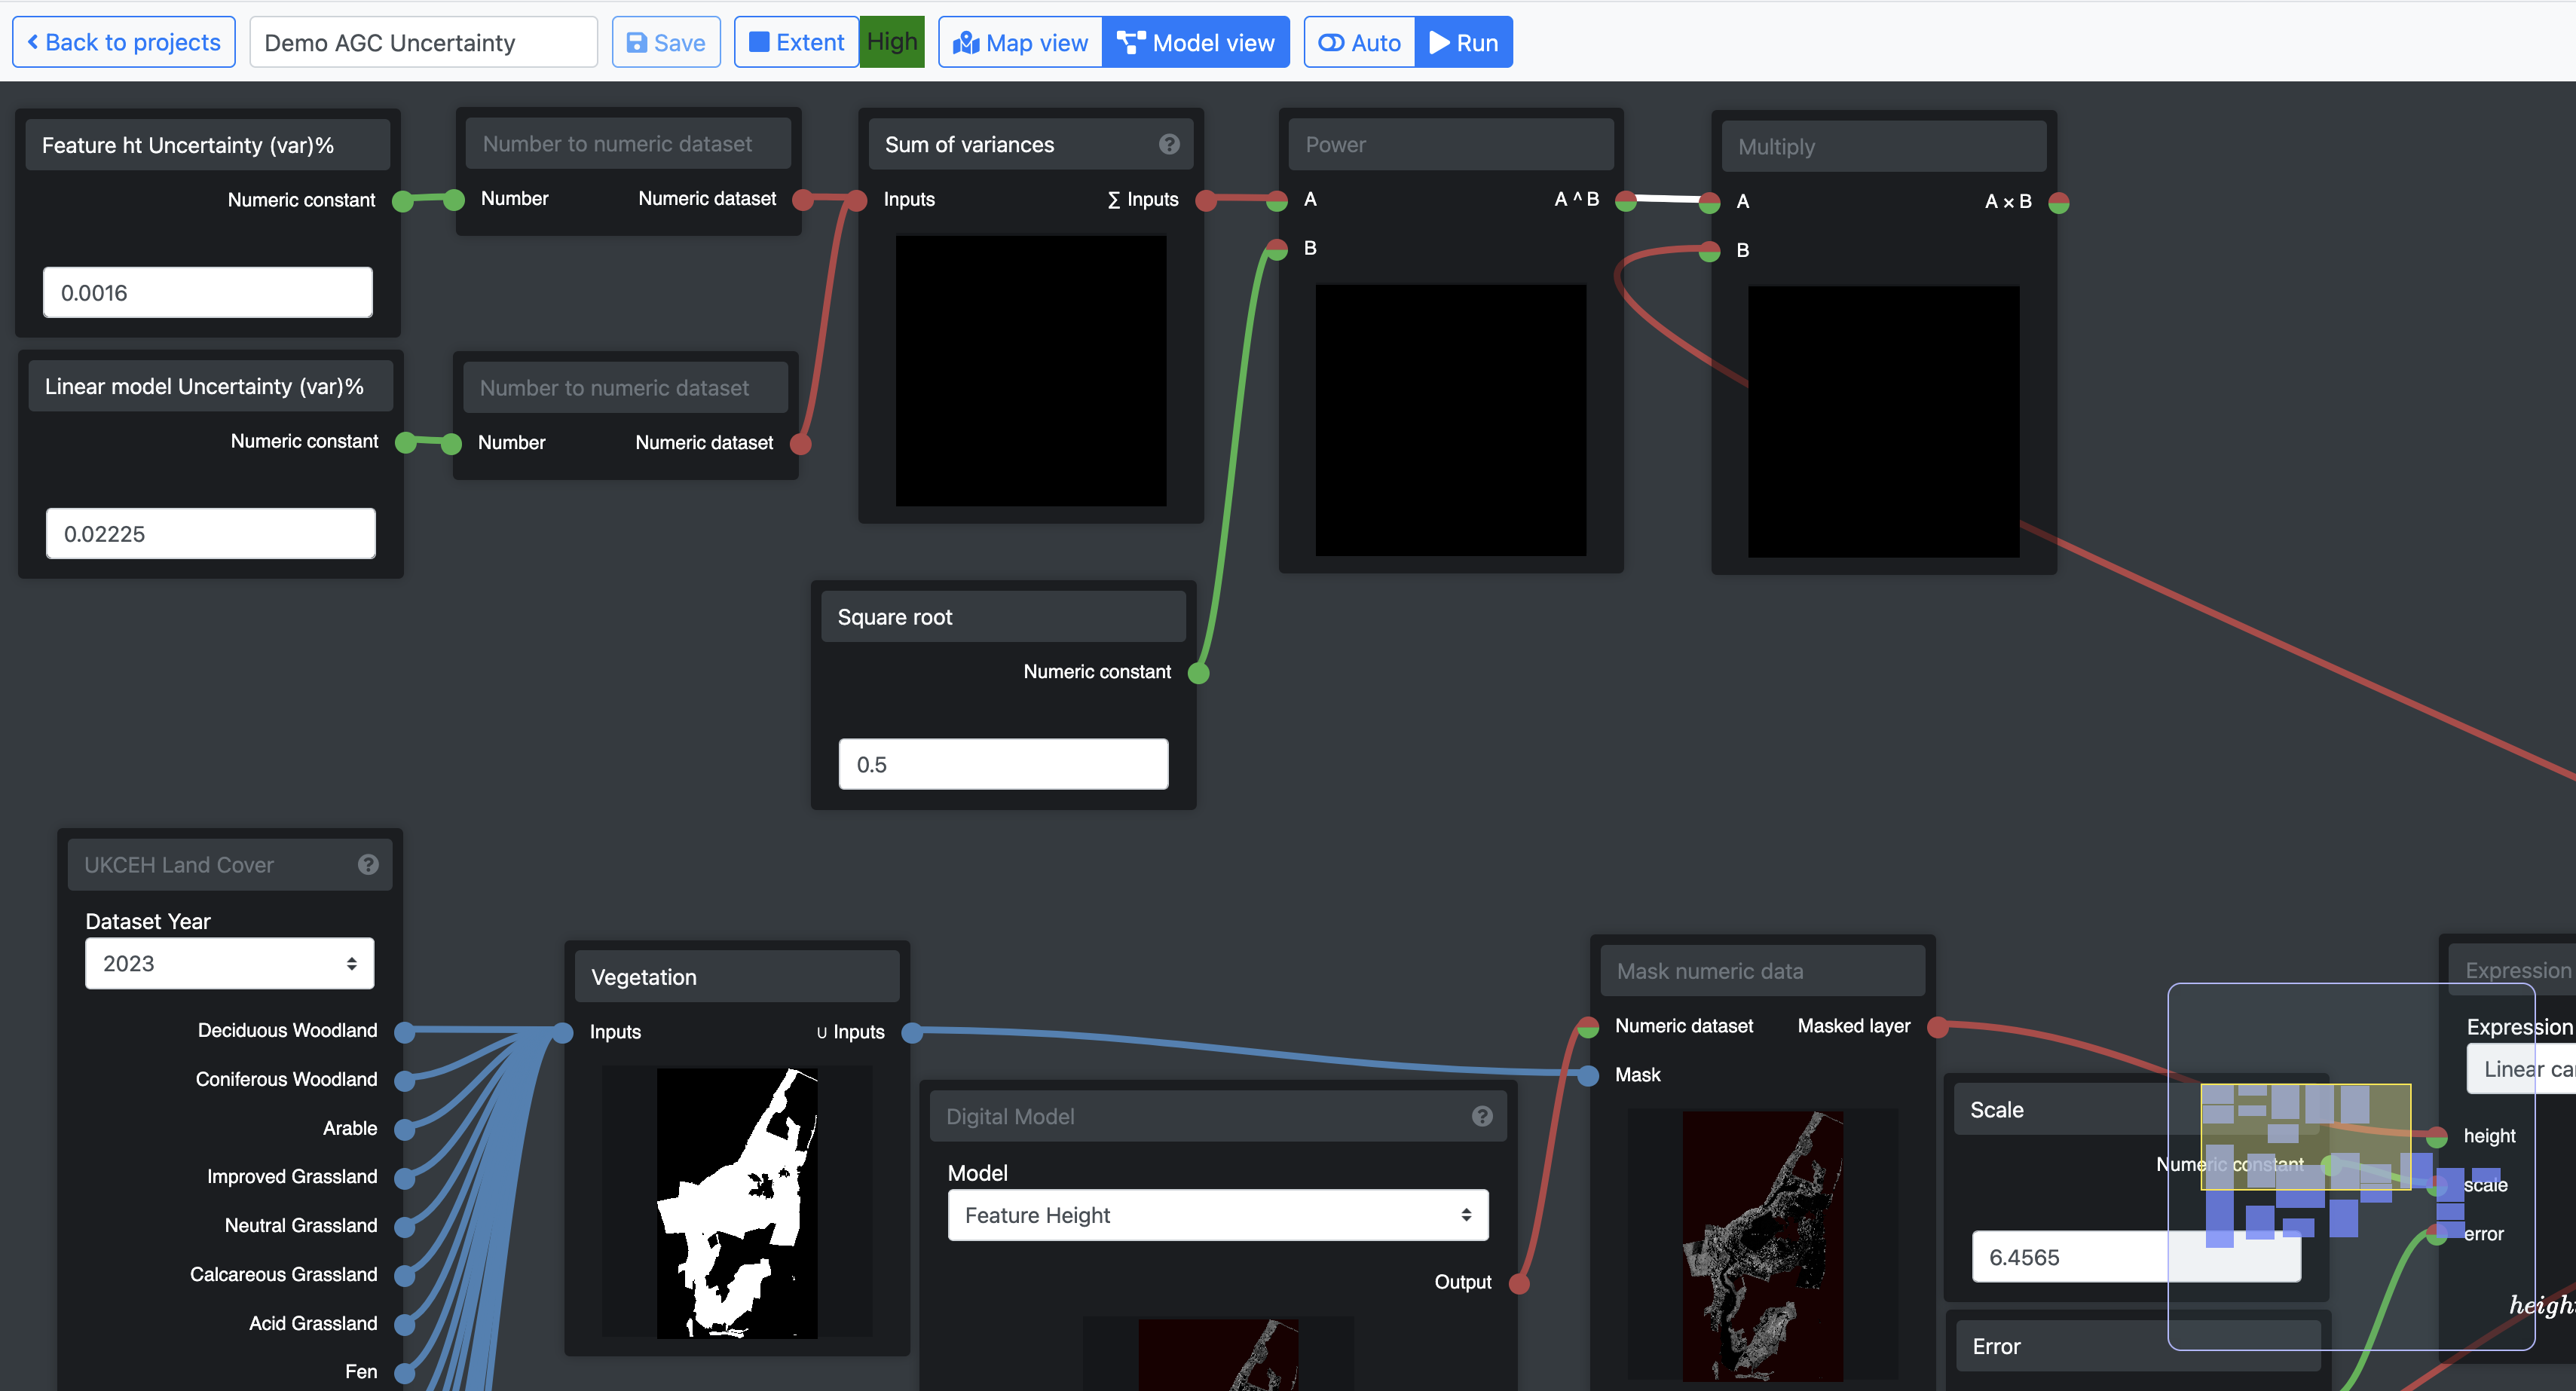 Back to projects
Demo AGC Uncertainty
Save
Extent
High
Map view
Model view
Auto
Run
Feature ht Uncertainty (var)%
Numeric constant
0.0016
Number to numeric dataset
Number Numeric dataset
Sum of variances
Inputs ∑ Inputs
Power
A A ^ B
B
Multiply
A A × B
B
Linear model Uncertainty (var)%
Numeric constant
0.02225
Number to numeric dataset
Number Numeric dataset
Square root
Numeric constant
0.5
UKCEH Land Cover
Dataset Year
2023
Deciduous Woodland
Coniferous Woodland
Arable
Improved Grassland
Neutral Grassland
Calcareous Grassland
Acid Grassland
Fen
Vegetation
Inputs ∪ Inputs
Digital Model
Model
Feature Height
Output
Mask numeric data
Numeric dataset Masked layer
Mask
Scale
Numeric constant
6.4565
Error
Expression
Expression
Linear ca
height
scale
error
heigh